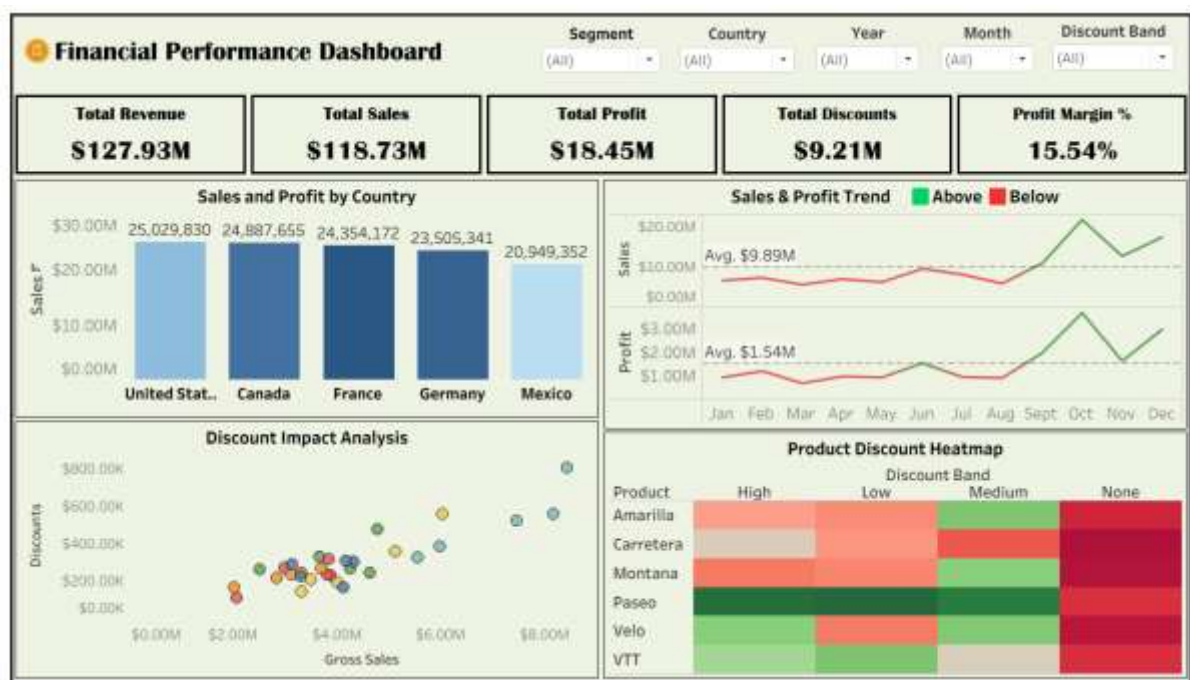 Financial Performance Dashboard
Segment Country Year Month Discount Band
(All) (All) (All) (All) (All)
Total Revenue Total Sales Total Profit Total Discounts Profit Margin %
$127.93M $118.73M $18.45M $9.21M 15.54%
Sales and Profit by Country
$30.00M
$20.00M
$10.00M
$0.00M
Sales
25,029,830 24,887,655 24,354,172 23,505,341 20,949,352
United Stat.. Canada France Germany Mexico
Sales & Profit Trend Above Below
Sales
$20.00M
$10.00M
$0.00M
Avg. $9.89M
Profit
$3.00M
$2.00M
$1.00M
Avg. $1.54M
Jan Feb Mar Apr May Jun Jul Aug Sept Oct Nov Dec
Discount Impact Analysis
Discounts
$800.00K
$600.00K
$400.00K
$200.00K
$0.00K
$0.00M $2.00M $4.00M $6.00M $8.00M
Gross Sales
Product Discount Heatmap
Discount Band
Product High Low Medium None
Amarilla
Carretera
Montana
Paseo
Velo
VTT